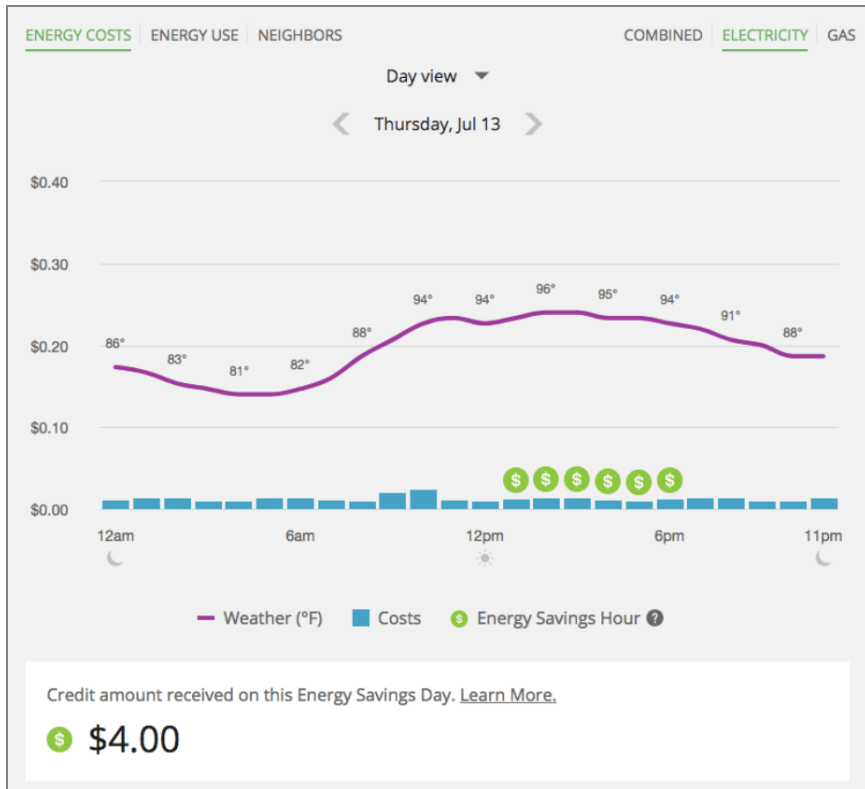 ENERGY COSTS ENERGY USE NEIGHBORS COMBINED ELECTRICITY GAS
Day view
Thursday, Jul 13
$0.40
$0.30
94° 94° 96° 95° 94°
88° 91° 88°
$0.20 86° 83° 81° 82°
$0.10
$ $ $ $ $ $
$0.00
12am 6am 12pm 6pm 11pm
Weather (°F) Costs $ Energy Savings Hour ?
Credit amount received on this Energy Savings Day. Learn More.
$ $4.00